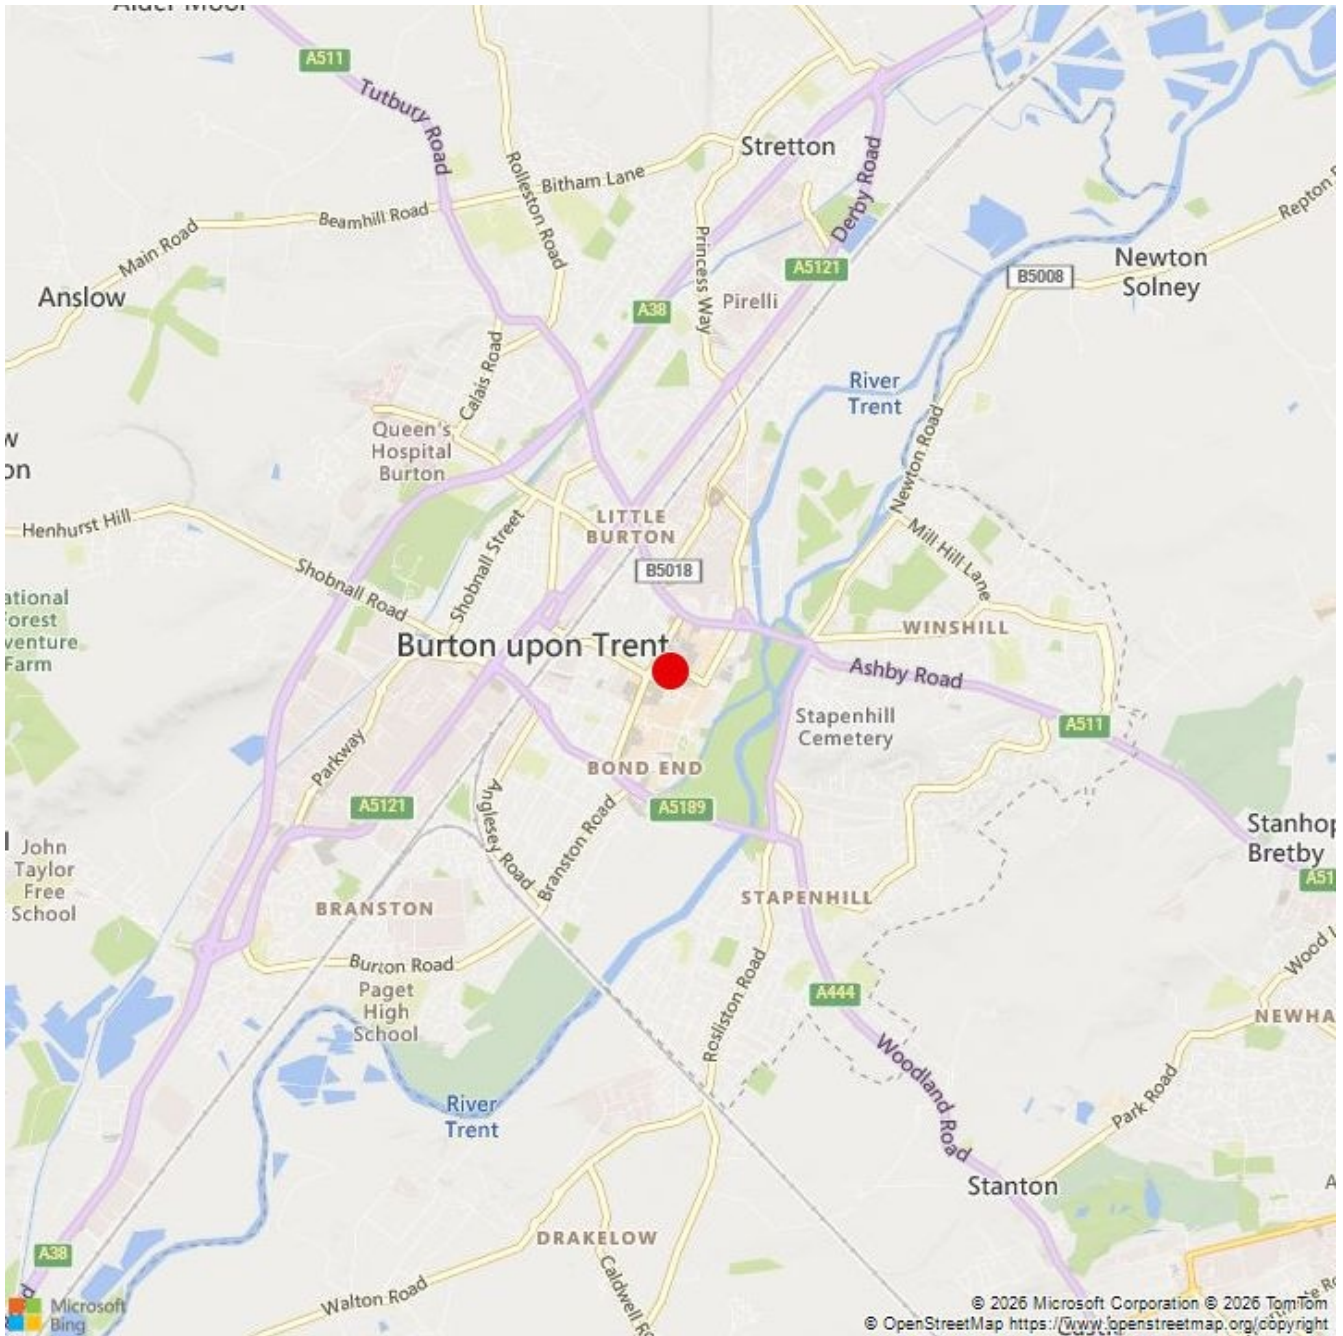 A511
Tutbury Road
Rolleston Road
Stretton
Bitham Lane
Beamhill Road
Derby Road
Main Road
Princess Way
A5121
B5008
Newton
Solney
Anslow
A38
Pirelli
Calais Road
River
Trent
Queen's
Hospital
Burton
Newton Road
Henhurst Hill
LITTLE
BURTON
Shobnall Street
Mill Hill Lane
B5018
Shobnall Road
WINSHILL
Burton upon Trent
Ashby Road
Stapenhill
Cemetery
A511
Parkway
BOND END
A5121
A5189
Anglesey Road
Branston Road
John
Taylor
Free
School
BRANSTON
STAPENHILL
Burton Road
Paget
High
School
A444
Rosliston Road
Woodland Road
Park Road
River
Trent
Stanton
DRAKELOW
A38
Walton Road
Microsoft
Bing
© 2026 Microsoft Corporation © 2026 TomTom
© OpenStreetMap https://www.openstreetmap.org/copyright